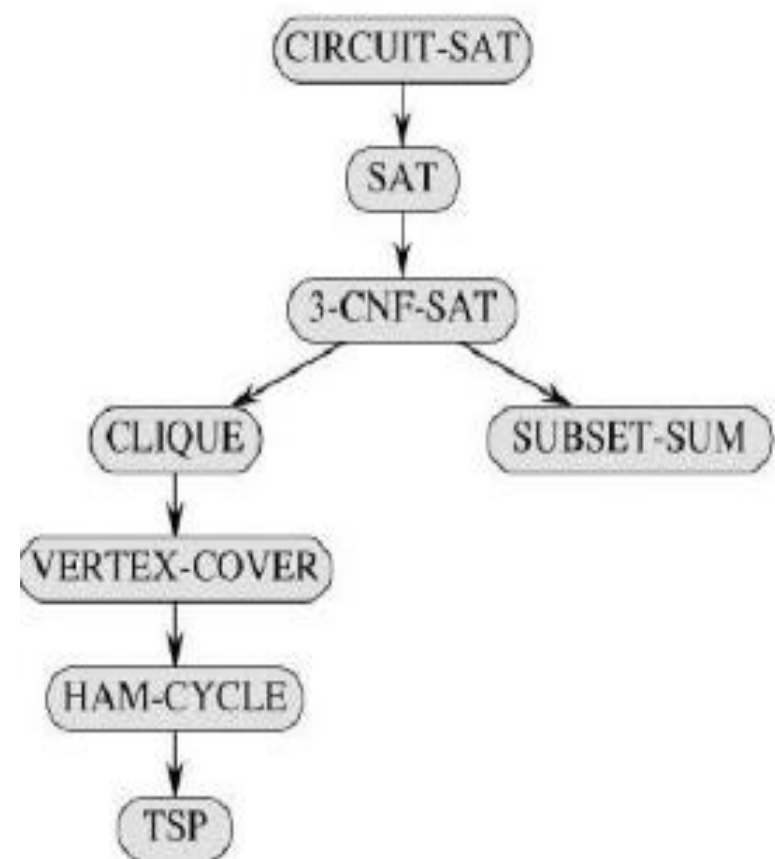 CIRCUIT-SAT
SAT
3-CNF-SAT
CLIQUE
SUBSET-SUM
VERTEX-COVER
HAM-CYCLE
TSP